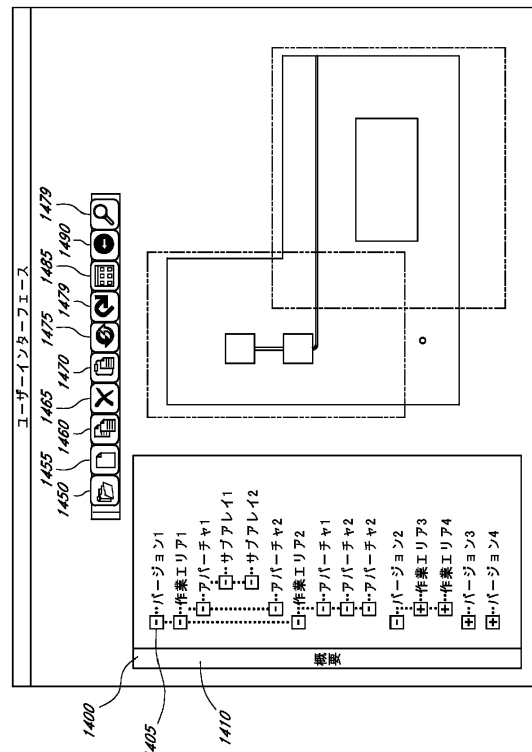 ユーザーインターフェース
1450
1455
1460
1465
1470
1475
1479
1485
1490
1479
1400
1405
1410
概要
バージョン1
作業エリア1
アパーチャ1
サブアレイ1
サブアレイ2
アパーチャ2
作業エリア2
アパーチャ1
アパーチャ2
アパーチャ2
バージョン2
作業エリア3
作業エリア4
バージョン3
バージョン4